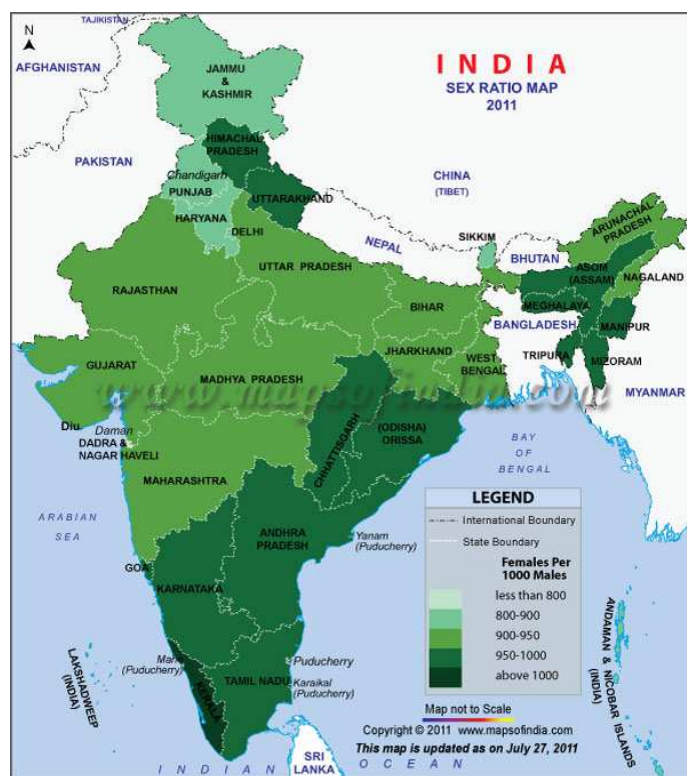 TAJIKISTAN
N
AFGHANISTAN
JAMMU
&
KASHMIR
INDIA
SEX RATIO MAP
2011
HIMACHAL
PRADESH
PAKISTAN
Chandigarh
PUNJAB
CHINA
(TIBET)
UTTARAKHAND
HARYANA
DELHI
SIKKIM
ARUNACHAL
PRADESH
NEPAL
BHUTAN
UTTAR PRADESH
ASOM
(ASSAM)
NAGALAND
RAJASTHAN
BIHAR
MEGHALAYA
BANGLADESH
MANIPUR
JHARKHAND
WEST
BENGAL
TRIPURA
MIZORAM
GUJARAT
MADHYA PRADESH
www.mapsofindia.com
MYANMAR
Diu
Daman
DADRA &
NAGAR HAVELI
CHHATTISGARH
(ODISHA)
ORISSA
BAY
OF
BENGAL
MAHARASHTRA
ARABIAN
SEA
ANDHRA
PRADESH
Yanam
(Puducherry)
GOA
KARNATAKA
LEGEND
International Boundary
State Boundary
Females Per
1000 Males
less than 800
800-900
900-950
950-1000
above 1000
LAKSHADWEEP
(INDIA)
Mahe
(Puducherry)
Puducherry
Karaikal
(Puducherry)
TAMIL NADU
KERALA
ANDAMAN & NICOBAR ISLANDS
(INDIA)
Map not to Scale
Copyright © 2011 www.mapsofindia.com
This map is updated as on July 27, 2011
SRI
LANKA
INDIAN OCEAN